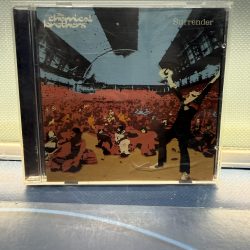 the
chemical
brothers
Surrender